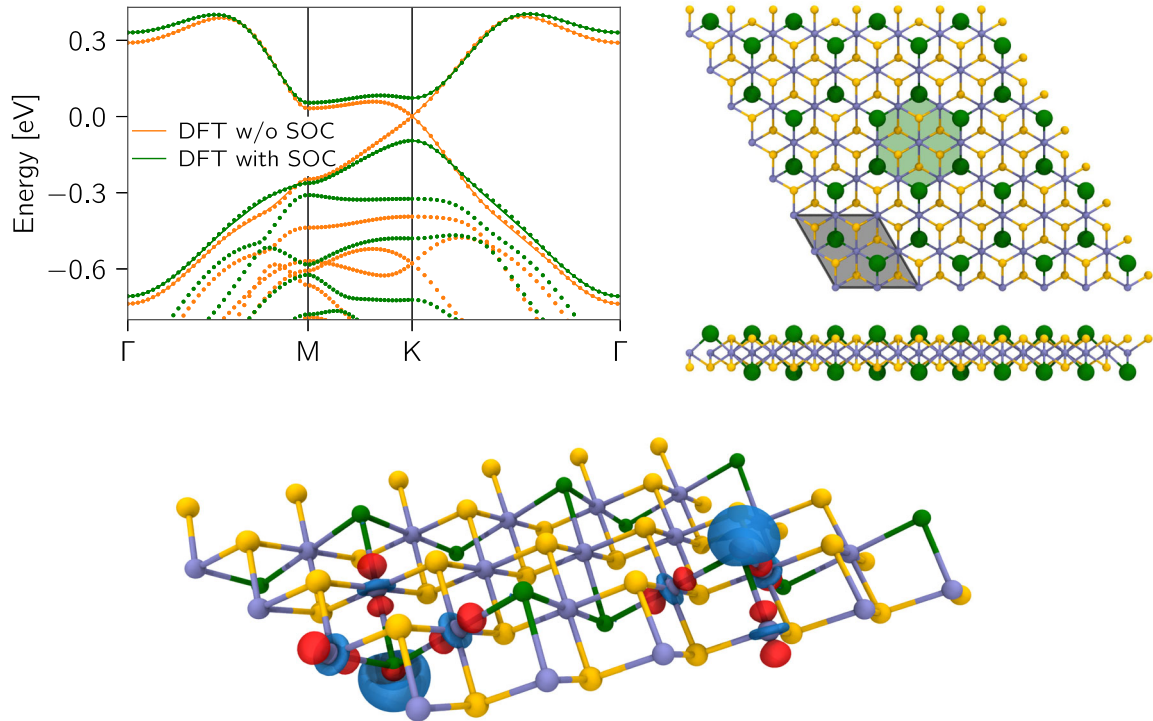 Energy [eV]
0.3
0.0
−0.3
−0.6
DFT w/o SOC
DFT with SOC
Γ
M
K
Γ